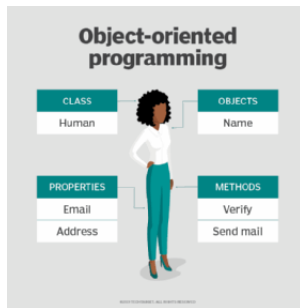 Object-oriented
programming
CLASS
Human
OBJECTS
Name
PROPERTIES
Email
Address
METHODS
Verify
Send mail